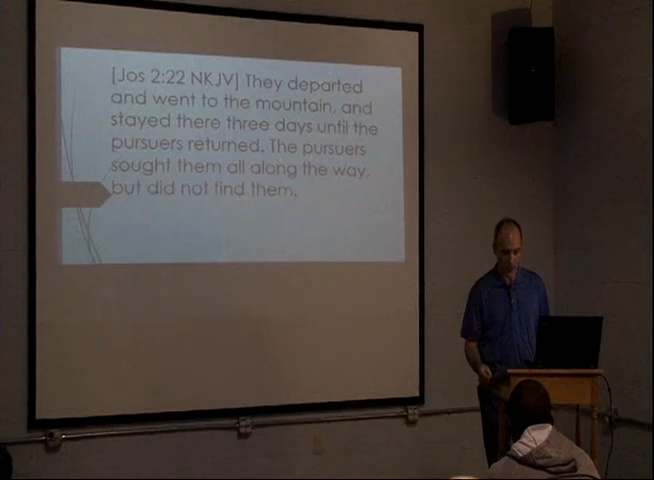 [Jos 2:22 NKJV] They departed
and went to the mountain, and
stayed there three days until the
pursuers returned. The pursuers
sought them all along the way,
but did not find them.